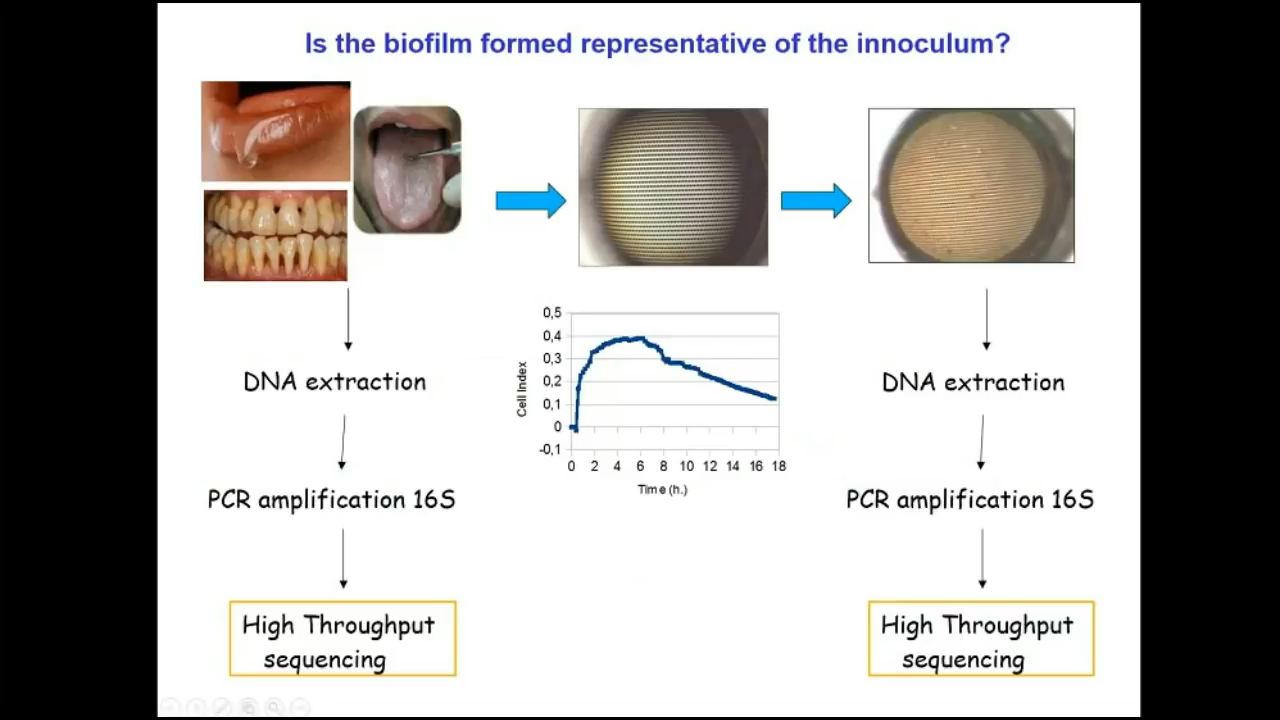 Is the biofilm formed representative of the innoculum?
0,5
0,4
0,3
0,2
0,1
0
-0,1
Cell Index
0 2 4 6 8 10 12 14 16 18
Time (h.)
DNA extraction
PCR amplification 16S
High Throughput
sequencing
DNA extraction
PCR amplification 16S
High Throughput
sequencing